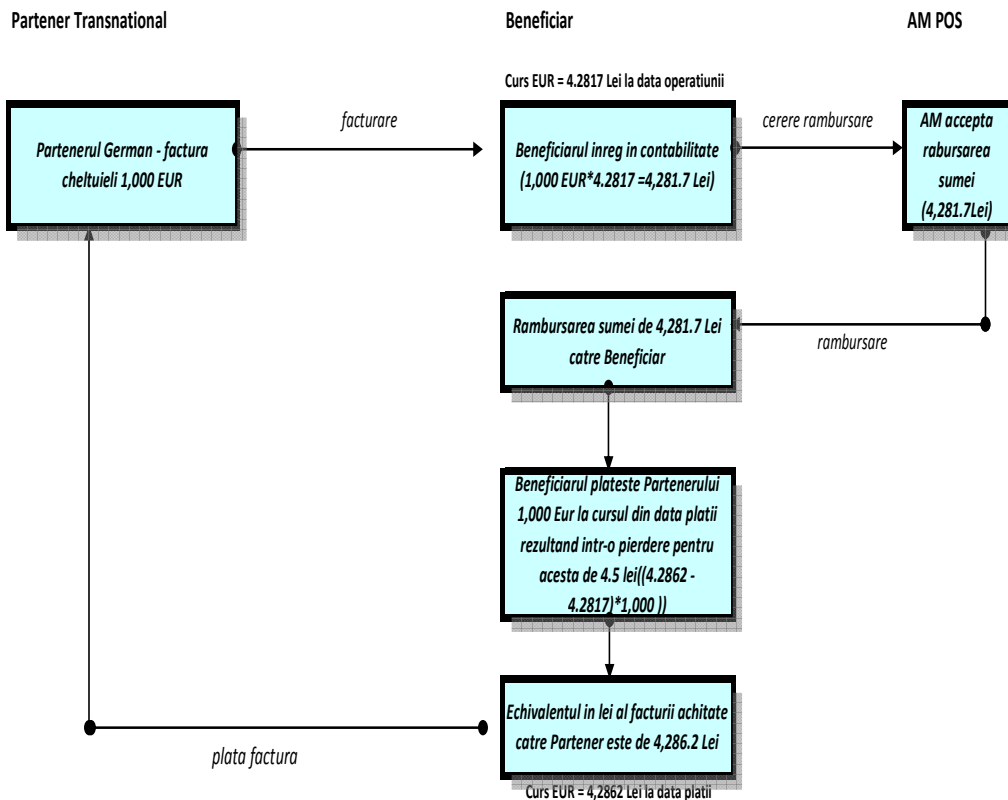 Partener Transnational
Beneficiar
AM POS
Curs EUR = 4.2817 Lei la data operatiunii
Partenerul German - factura
cheltuieli 1,000 EUR
facturare
Beneficiarul inreg in contabilitate
(1,000 EUR*4.2817 =4,281.7 Lei)
cerere rambursare
AM accepta
rabursarea
sumei
(4,281.7Lei)
Rambursarea sumei de 4,281.7 Lei
catre Beneficiar
rambursare
Beneficiarul plateste Partenerului
1,000 Eur la cursul din data platii
rezultand intr-o pierdere pentru
acesta de 4.5 lei((4.2862 -
4.2817)*1,000 ))
Echivalentul in lei al facturii achitate
catre Partener este de 4,286.2 Lei
plata factura
Curs EUR = 4,2862 Lei la data platii